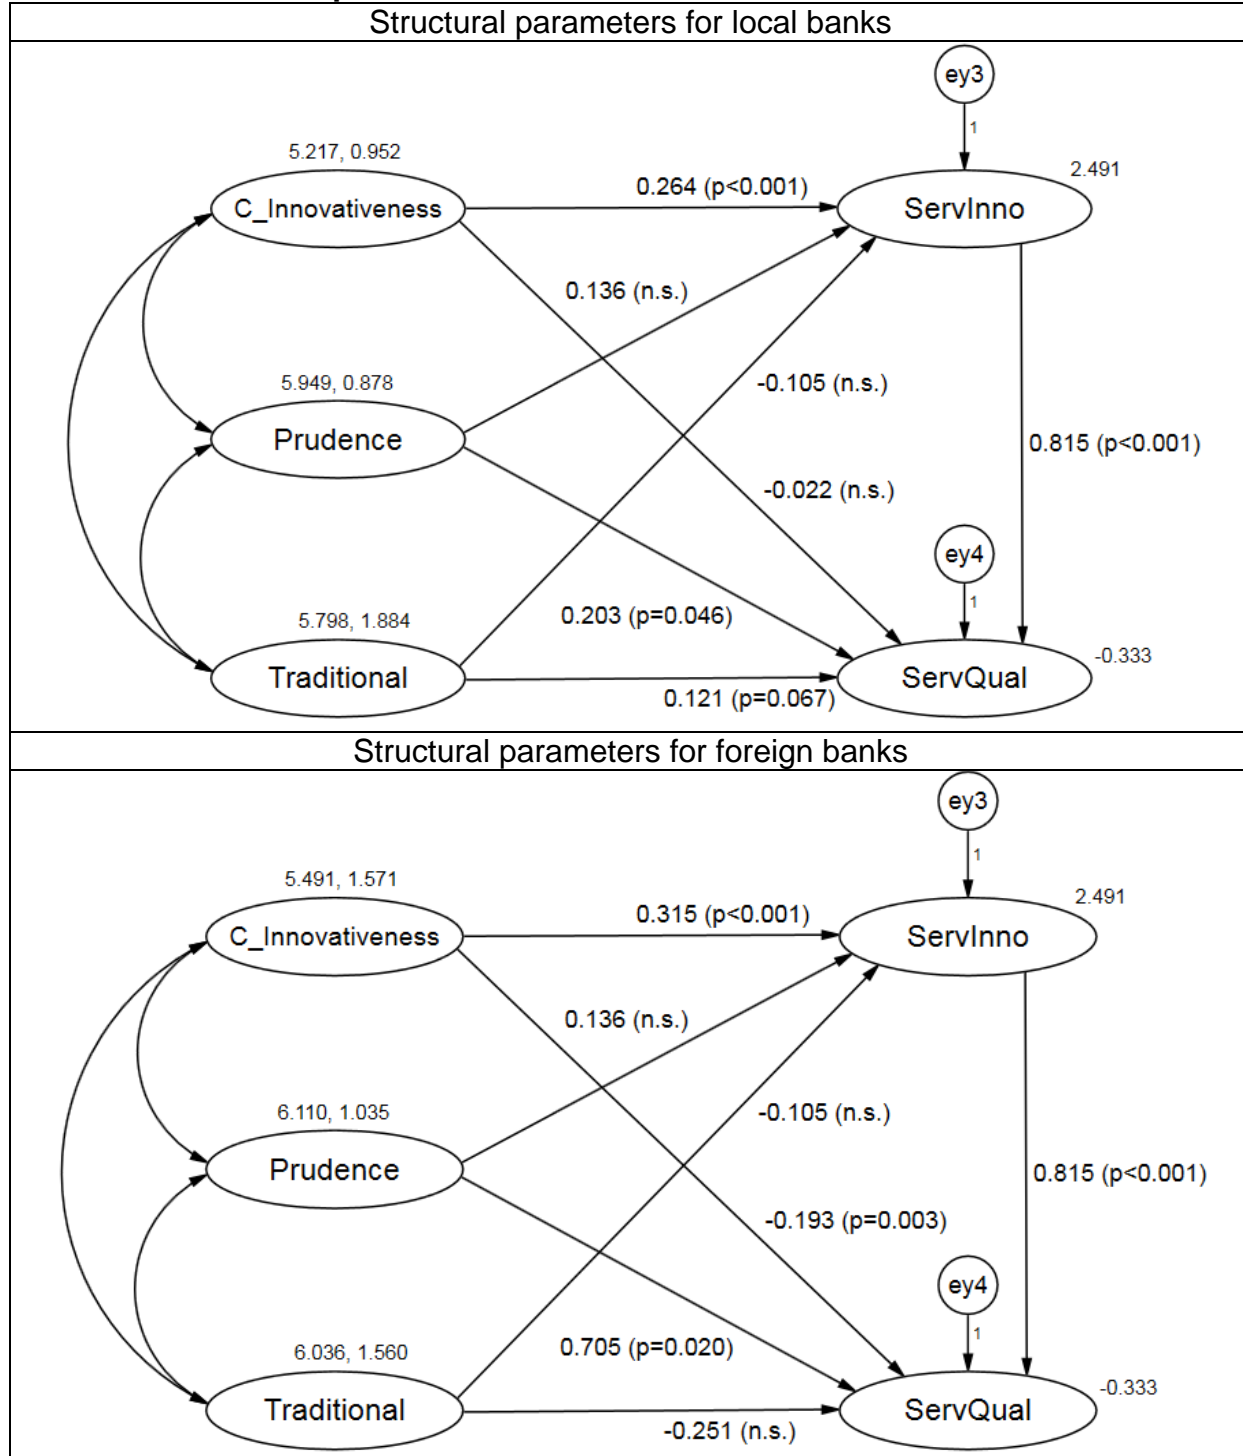 Structural parameters for local banks
ey3
1
5.217, 0.952
2.491
0.264 (p<0.001)
C_Innovativeness
ServInno
0.136 (n.s.)
5.949, 0.878
-0.105 (n.s.)
Prudence
0.815 (p<0.001)
-0.022 (n.s.)
ey4
1
5.798, 1.884
0.203 (p=0.046)
-0.333
Traditional
ServQual
0.121 (p=0.067)
Structural parameters for foreign banks
ey3
1
5.491, 1.571
2.491
0.315 (p<0.001)
C_Innovativeness
ServInno
0.136 (n.s.)
6.110, 1.035
-0.105 (n.s.)
Prudence
0.815 (p<0.001)
-0.193 (p=0.003)
ey4
1
6.036, 1.560
0.705 (p=0.020)
-0.333
Traditional
ServQual
-0.251 (n.s.)